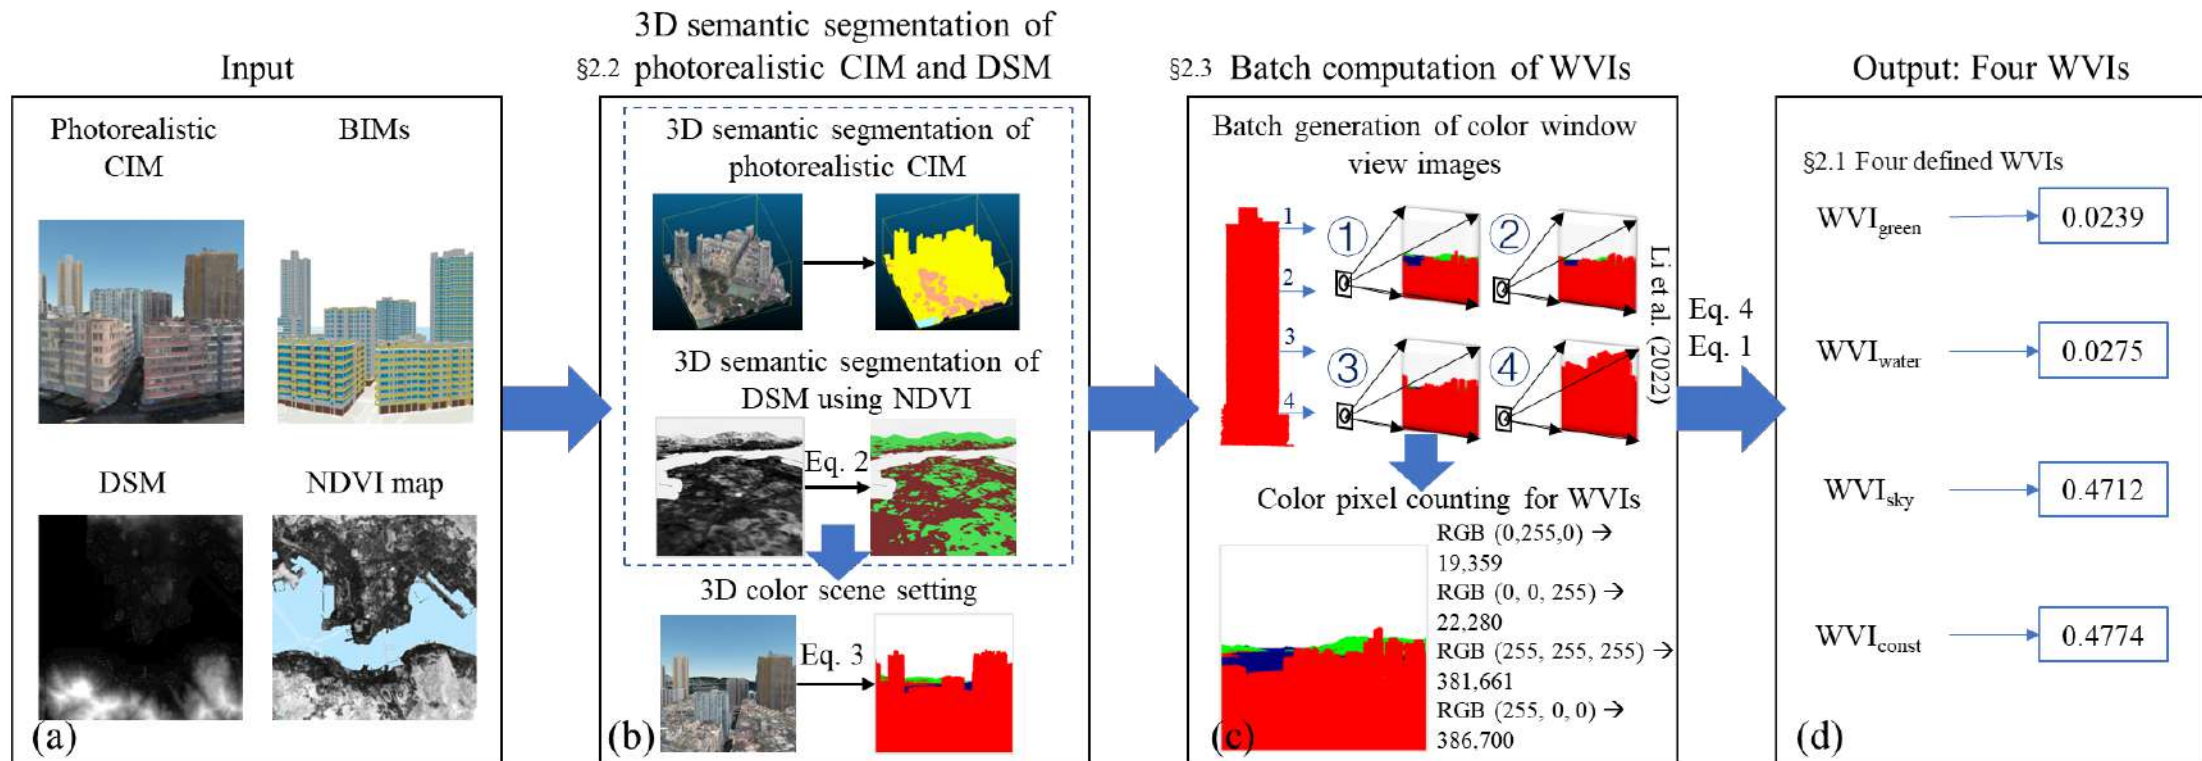 Input
Photorealistic
CIM
BIMs
DSM
NDVI map
(a)
3D semantic segmentation of
§2.2 photorealistic CIM and DSM
3D semantic segmentation of
photorealistic CIM
3D semantic segmentation of
DSM using NDVI
Eq. 2
3D color scene setting
Eq. 3
(b)
§2.3 Batch computation of WVIs
Batch generation of color window
view images
1
2
3
4
①
②
③
④
Li et al. (2022)
Color pixel counting for WVIs
RGB (0,255,0) →
19,359
RGB (0, 0, 255) →
22,280
RGB (255, 255, 255) →
381,661
RGB (255, 0, 0) →
386,700
(c)
Eq. 4
Eq. 1
Output: Four WVIs
§2.1 Four defined WVIs
WVIgreen 0.0239
WVIwater 0.0275
WVIsky 0.4712
WVIconst 0.4774
(d)